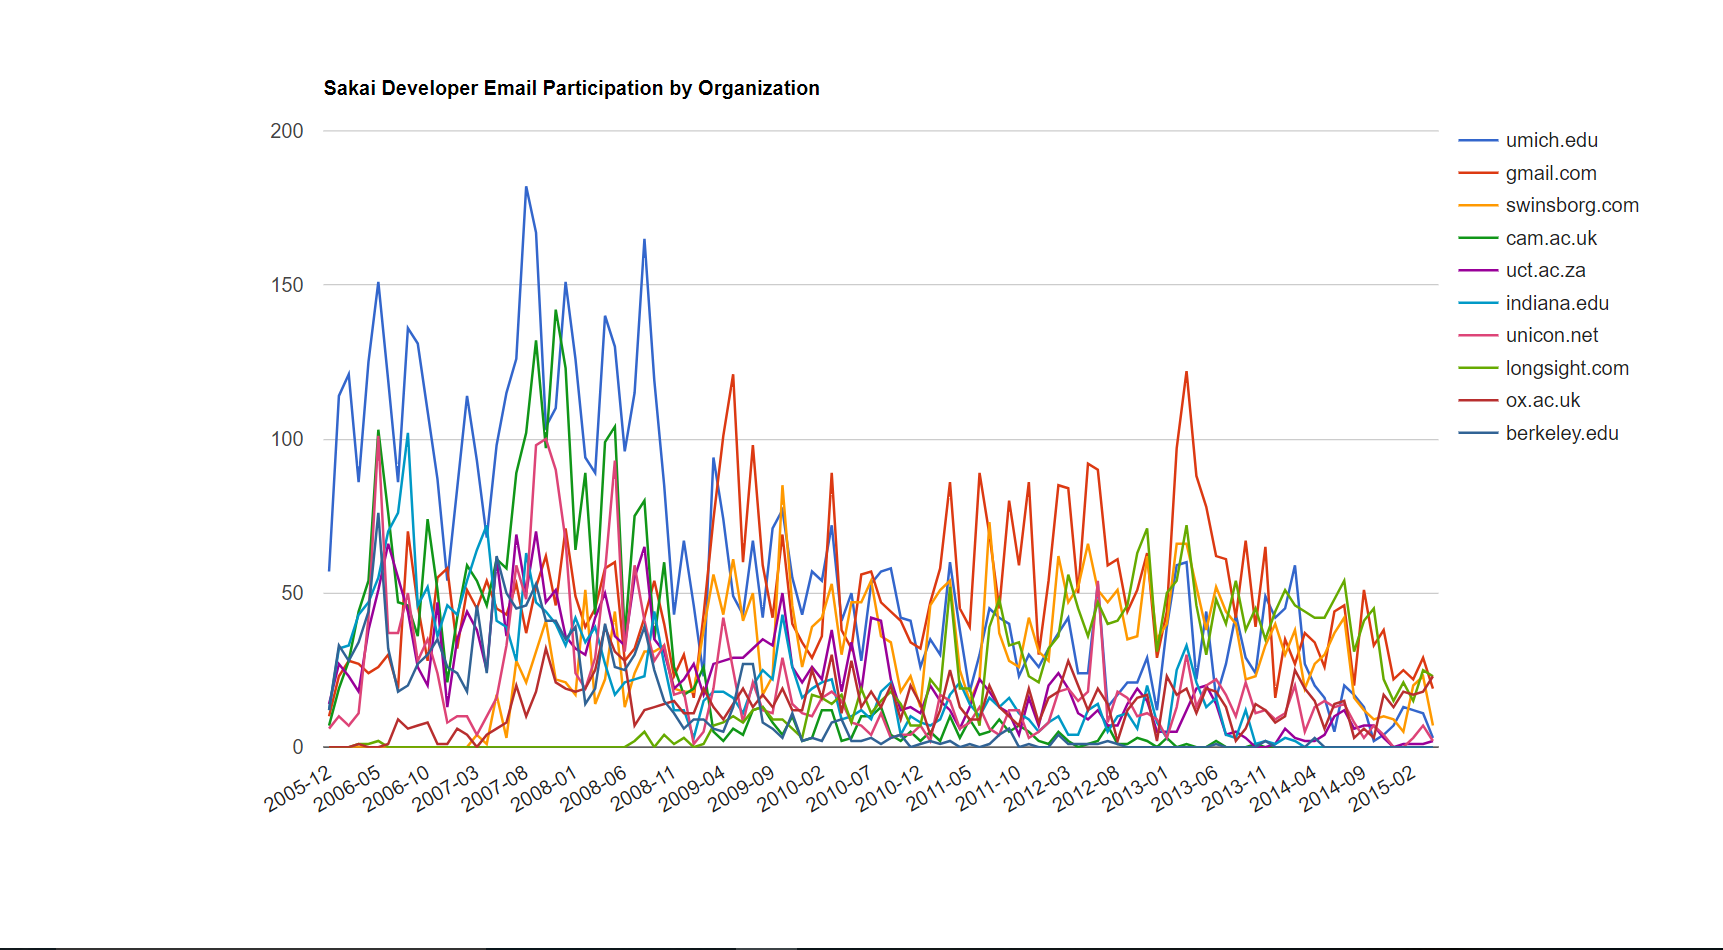 Sakai Developer Email Participation by Organization
200
150
100
50
0
umich.edu
gmail.com
swinsborg.com
cam.ac.uk
uct.ac.za
indiana.edu
unicon.net
longsight.com
ox.ac.uk
berkeley.edu
2005-12
2006-05
2006-10
2007-03
2007-08
2008-01
2008-06
2008-11
2009-04
2009-09
2010-02
2010-07
2010-12
2011-05
2011-10
2012-03
2012-08
2013-01
2013-06
2013-11
2014-04
2014-09
2015-02